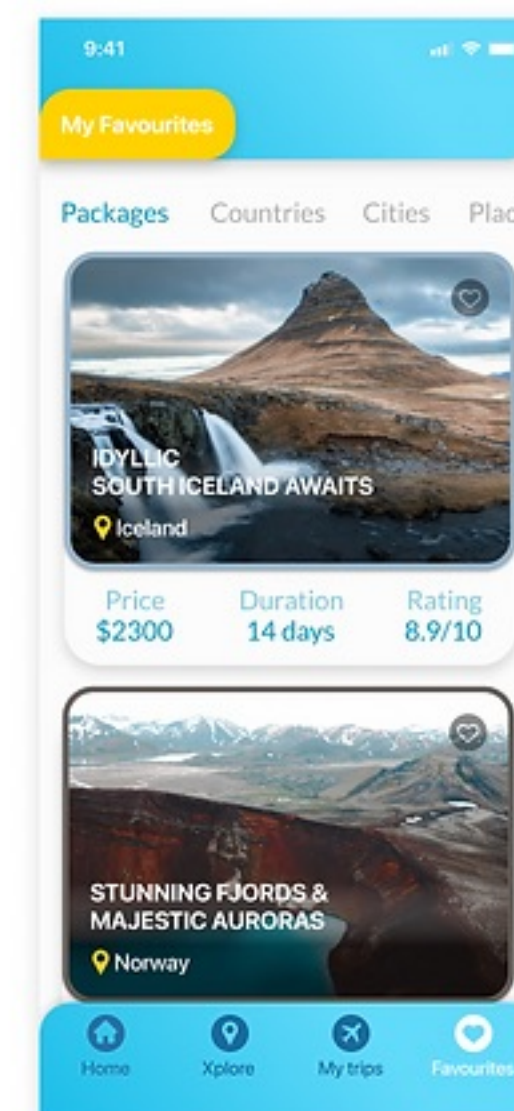 9:41
My Favourites
Packages Countries Cities Plac
IDYLLIC
SOUTH ICELAND AWAITS
Iceland
Price Duration Rating
$2300 14 days 8.9/10
STUNNING FJORDS &
MAJESTIC AURORAS
Norway
Home Xplore My trips Favourites